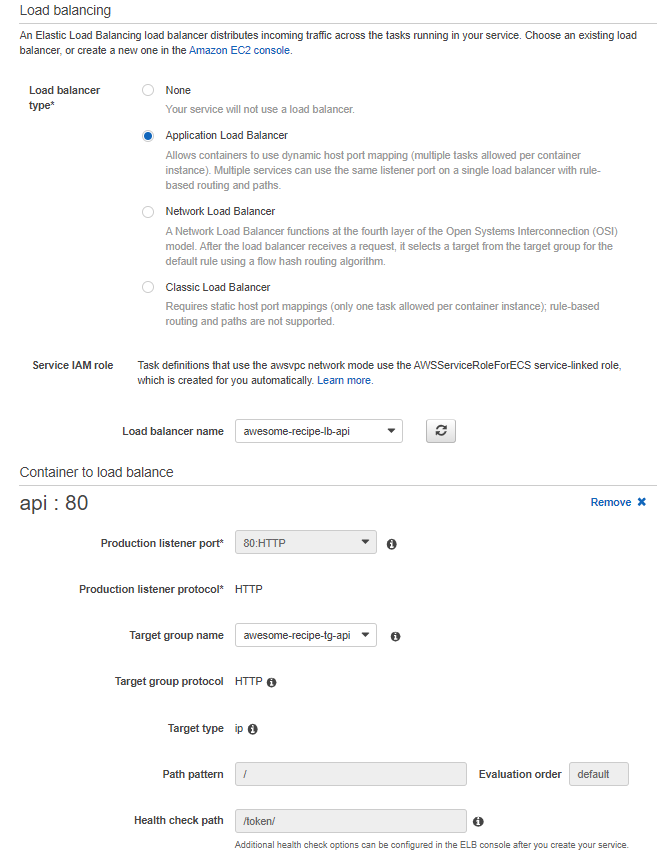 Load balancing
An Elastic Load Balancing load balancer distributes incoming traffic across the tasks running in your service. Choose an existing load
balancer, or create a new one in the Amazon EC2 console.
Load balancer
type*
None
Your service will not use a load balancer.
Application Load Balancer
Allows containers to use dynamic host port mapping (multiple tasks allowed per container
instance). Multiple services can use the same listener port on a single load balancer with rule-
based routing and paths.
Network Load Balancer
A Network Load Balancer functions at the fourth layer of the Open Systems Interconnection (OSI)
model. After the load balancer receives a request, it selects a target from the target group for the
default rule using a flow hash routing algorithm.
Classic Load Balancer
Requires static host port mappings (only one task allowed per container instance); rule-based
routing and paths are not supported.
Service IAM role
Task definitions that use the awsvpc network mode use the AWSServiceRoleForECS service-linked role,
which is created for you automatically. Learn more.
Load balancer name awesome-recipe-lb-api
Container to load balance
api : 80 Remove
Production listener port* 80:HTTP
Production listener protocol* HTTP
Target group name awesome-recipe-tg-api
Target group protocol HTTP
Target type ip
Path pattern / Evaluation order default
Health check path /token/
Additional health check options can be configured in the ELB console after you create your service.